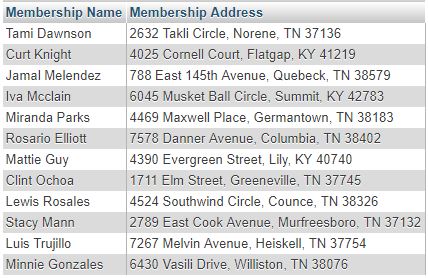 Membership Name Membership Address
Tami Dawnson 2632 Takli Circle, Norene, TN 37136
Curt Knight 4025 Cornell Court, Flatgap, KY 41219
Jamal Melendez 788 East 145th Avenue, Quebeck, TN 38579
Iva Mcclain 6045 Musket Ball Circle, Summit, KY 42783
Miranda Parks 4469 Maxwell Place, Germantown, TN 38183
Rosario Elliott 7578 Danner Avenue, Columbia, TN 38402
Mattie Guy 4390 Evergreen Street, Lily, KY 40740
Clint Ochoa 1711 Elm Street, Greeneville, TN 37745
Lewis Rosales 4524 Southwind Circle, Counce, TN 38326
Stacy Mann 2789 East Cook Avenue, Murfreesboro, TN 37132
Luis Trujillo 7267 Melvin Avenue, Heiskell, TN 37754
Minnie Gonzales 6430 Vasili Drive, Williston, TN 38076